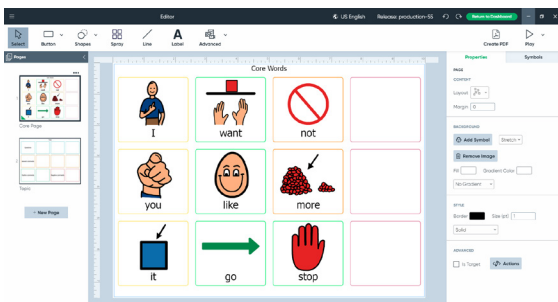 Editor
US English
Release: production-55
Return to Dashboard
Select
Button
Shapes
Spray
Line
Label
Advanced
Create PDF
Play
Pages
Properties
Symbols
Core Words
I
want
not
you
like
more
it
go
stop
Core Page
Topic
+ New Page
PAGE
CONTENT
Layout
Margin 0
BACKGROUND
Add Symbol
Stretch
Remove Image
Fill
Gradient Color
No Gradient
STYLE
Border
Size (pt)
Solid
ADVANCED
Is Target
Actions